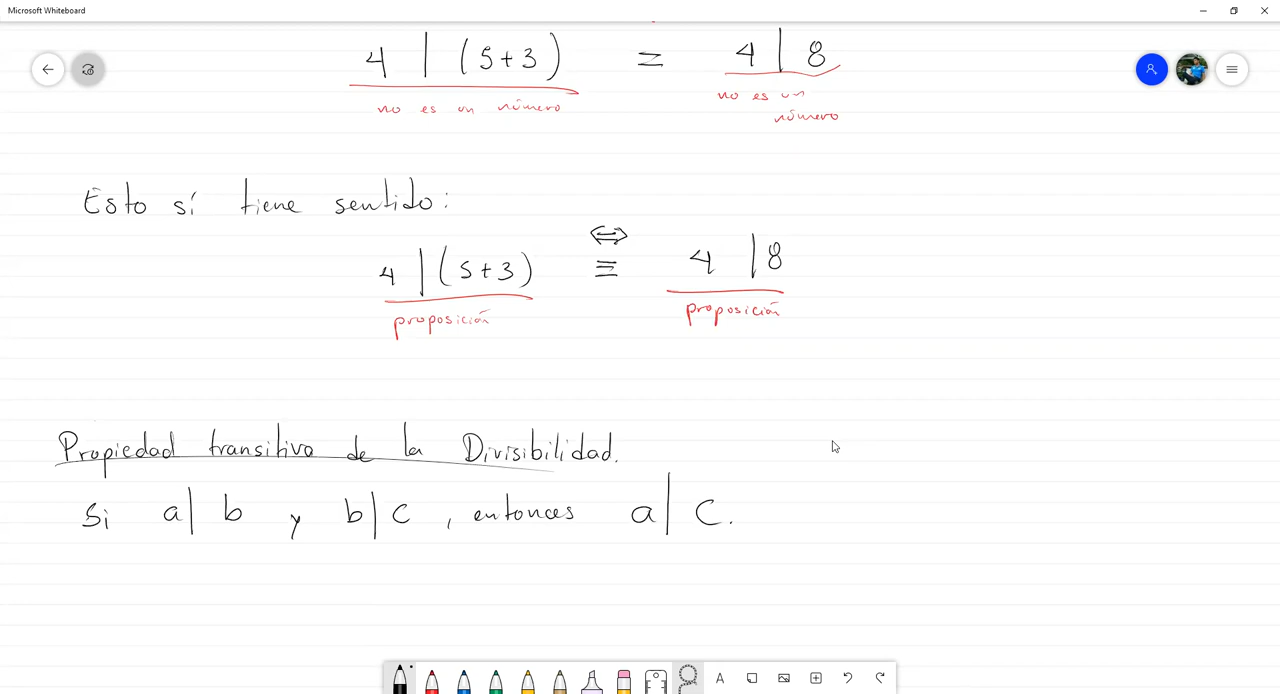 Microsoft Whiteboard
4 | (5+3) = 4 | 8
no es un número no es un
número
Esto sí tiene sentido:
⇔
4 | (5+3) ≡ 4 | 8
proposición proposición
Propiedad transitiva de la Divisibilidad.
Si a | b y b | c , entonces a | c.